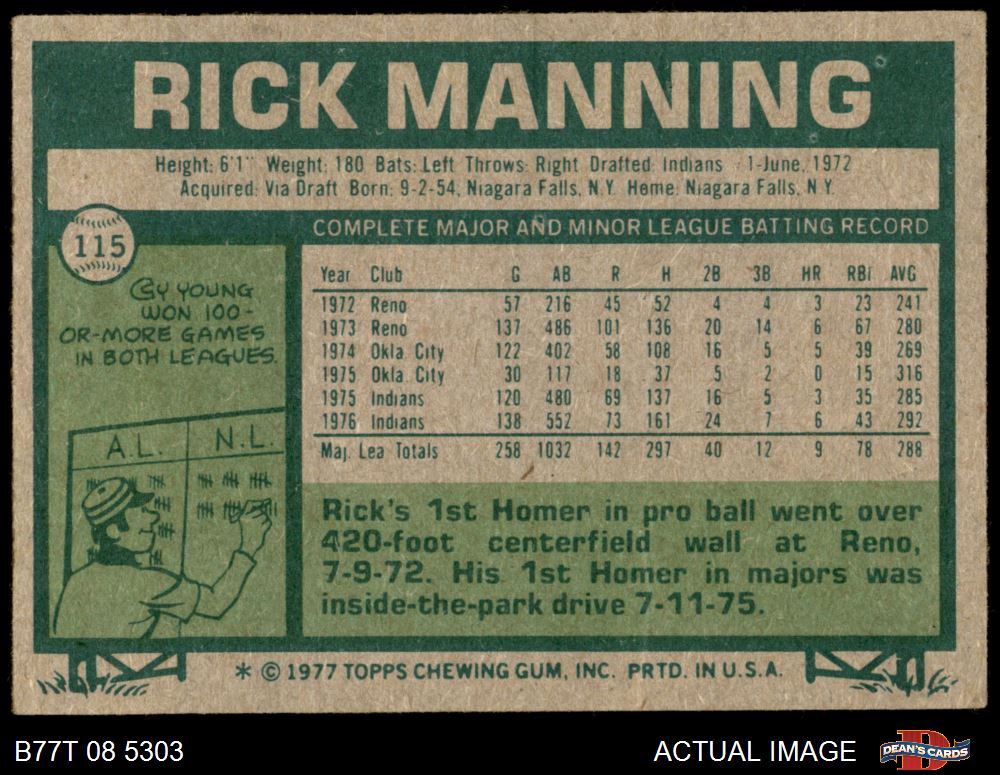 RICK MANNING
Height: 6'1" Weight: 180 Bats: Left Throws: Right Drafted: Indians 1-June, 1972
Acquired: Via Draft Born: 9-2-54, Niagara Falls, N.Y. Home: Niagara Falls, N.Y.
115
COMPLETE MAJOR AND MINOR LEAGUE BATTING RECORD
CY YOUNG
WON 100-
OR-MORE GAMES
IN BOTH LEAGUES.
A.L. N.L.
Year Club G AB R H 2B 3B HR RBI AVG
1972 Reno 57 216 45 52 4 4 3 23 241
1973 Reno 137 486 101 136 20 14 6 67 280
1974 Okla. City 122 402 58 108 16 5 5 39 269
1975 Okla. City 30 117 18 37 5 2 0 15 316
1975 Indians 120 480 69 137 16 5 3 35 285
1976 Indians 138 552 73 161 24 7 6 43 292
Maj. Lea. Totals 258 1032 142 297 40 12 9 78 288
Rick's 1st Homer in pro ball went over
420-foot centerfield wall at Reno,
7-9-72. His 1st Homer in majors was
inside-the-park drive 7-11-75.
* © 1977 TOPPS CHEWING GUM, INC. PRTD. IN U.S.A.
B77T 08 5303
ACTUAL IMAGE
DEAN'S CARDS